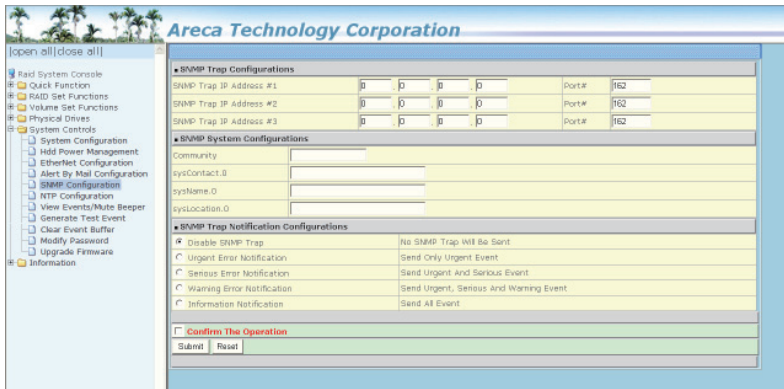 Areca Technology Corporation
|open all|close all|
Raid System Console
Quick Function
RAID Set Functions
Volume Set Functions
Physical Drives
System Controls
System Configuration
Hdd Power Management
EtherNet Configuration
Alert By Mail Configuration
SNMP Configuration
NTP Configuration
View Events/Mute Beeper
Generate Test Event
Clear Event Buffer
Modify Password
Upgrade Firmware
Information
SNMP Trap Configurations
SNMP Trap IP Address #1 0 . 0 . 0 . 0 Port# 162
SNMP Trap IP Address #2 0 . 0 . 0 . 0 Port# 162
SNMP Trap IP Address #3 0 . 0 . 0 . 0 Port# 162
SNMP System Configurations
Community
sysContact.0
sysName.0
sysLocation.0
SNMP Trap Notification Configurations
Disable SNMP Trap No SNMP Trap Will Be Sent
Urgent Error Notification Send Only Urgent Event
Serious Error Notification Send Urgent And Serious Event
Warning Error Notification Send Urgent, Serious And Warning Event
Information Notification Send All Event
Confirm The Operation
Submit Reset